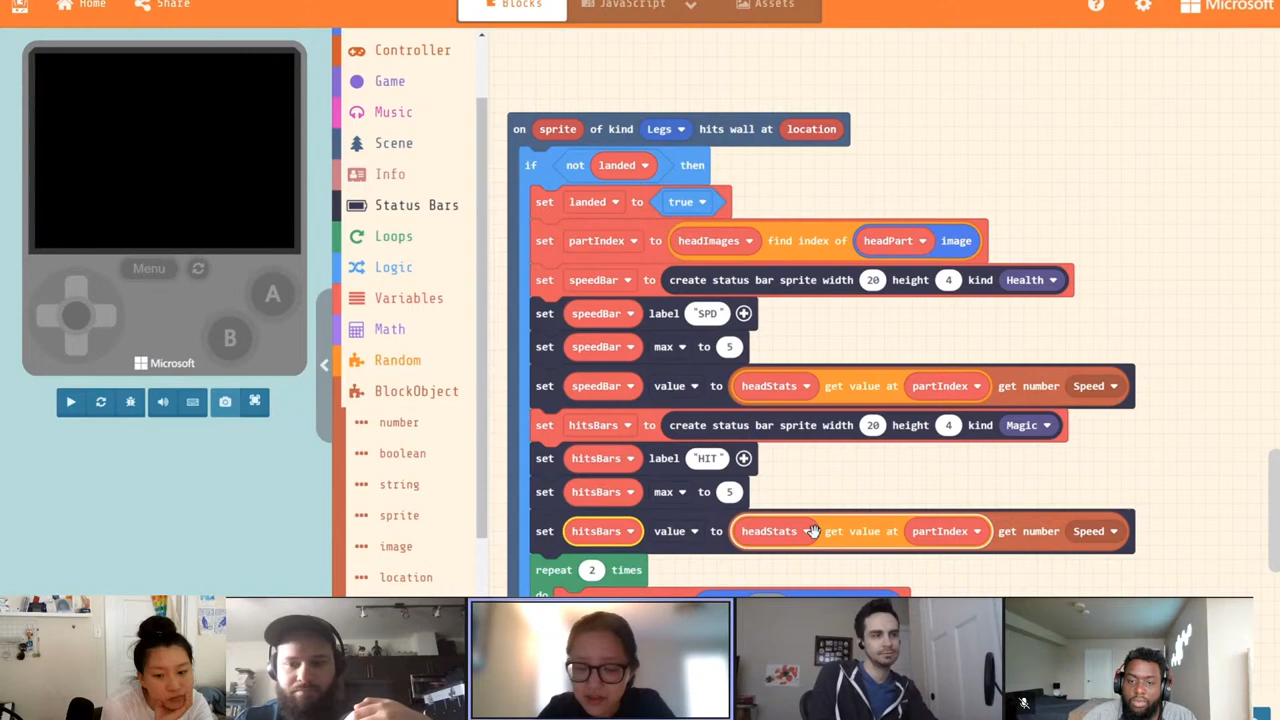 Home
Share
Blocks
JavaScript
Assets
Microsoft
Menu
A
B
Microsoft
Controller
Game
Music
Scene
Info
Status Bars
Loops
Logic
Variables
Math
Random
BlockObject
number
boolean
string
sprite
image
location
on sprite of kind Legs hits wall at location
if not landed then
set landed to true
set partIndex to headImages find index of headPart image
set speedBar to create status bar sprite width 20 height 4 kind Health
set speedBar label "SPD"
set speedBar max to 5
set speedBar value to headStats get value at partIndex get number Speed
set hitsBars to create status bar sprite width 20 height 4 kind Magic
set hitsBars label "HIT"
set hitsBars max to 5
set hitsBars value to headStats get value at partIndex get number Speed
repeat 2 times
do